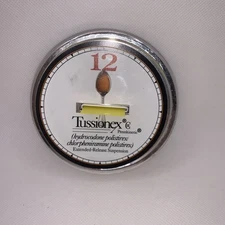 12
Tussionex®
Pennkinetic®
(hydrocodone polistirex/
chlorpheniramine polistirex)
Extended-Release Suspension